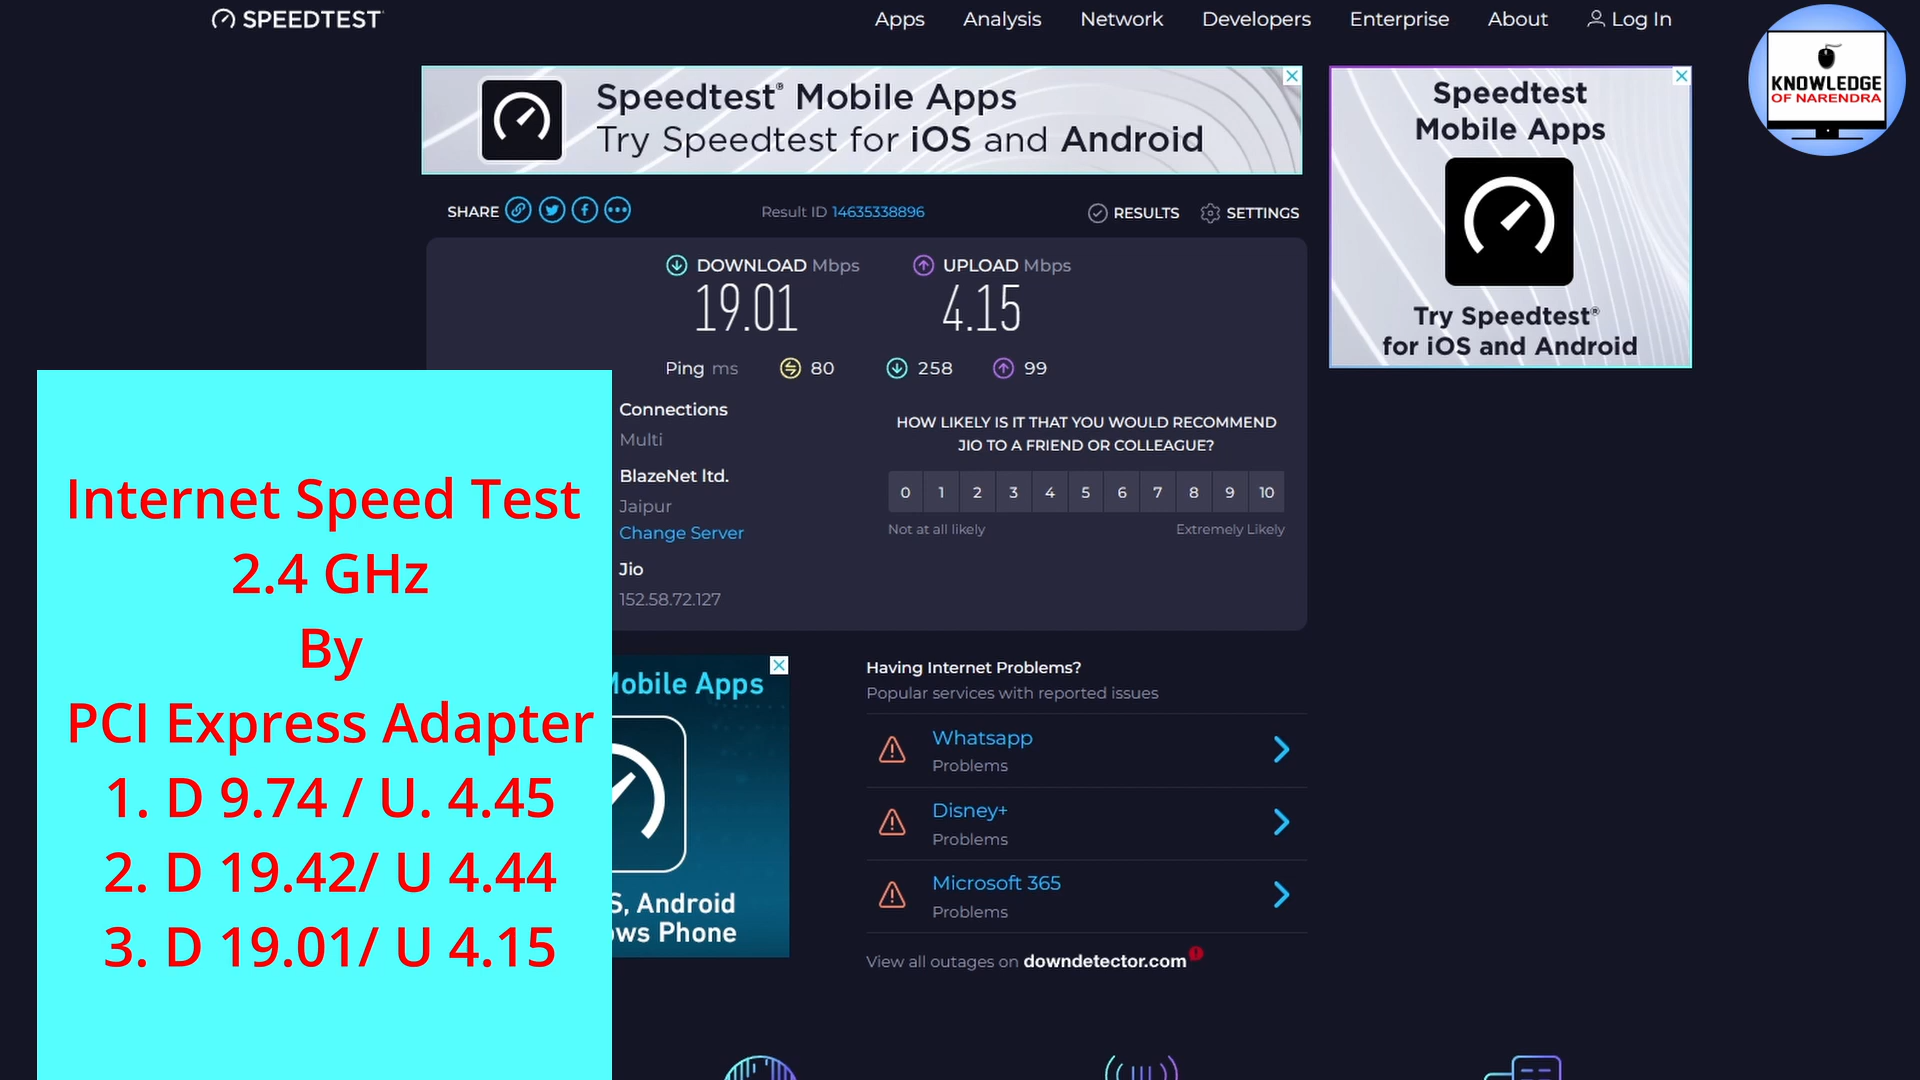 SPEEDTEST
Apps Analysis Network Developers Enterprise About Log In
KNOWLEDGE
OF NARENDRA
Speedtest® Mobile Apps
Try Speedtest for iOS and Android
Speedtest
Mobile Apps
Try Speedtest®
for iOS and Android
SHARE Result ID 14635338896 RESULTS SETTINGS
DOWNLOAD Mbps UPLOAD Mbps
19.01 4.15
Ping ms 80 258 99
Connections
Multi
BlazeNet ltd.
Jaipur
Change Server
Jio
152.58.72.127
HOW LIKELY IS IT THAT YOU WOULD RECOMMEND
JIO TO A FRIEND OR COLLEAGUE?
0 1 2 3 4 5 6 7 8 9 10
Not at all likely Extremely Likely
Internet Speed Test
2.4 GHz
By
PCI Express Adapter
1. D 9.74 / U. 4.45
2. D 19.42/ U 4.44
3. D 19.01/ U 4.15
Mobile Apps
S, Android
ows Phone
Having Internet Problems?
Popular services with reported issues
Whatsapp
Problems
Disney+
Problems
Microsoft 365
Problems
View all outages on downdetector.com